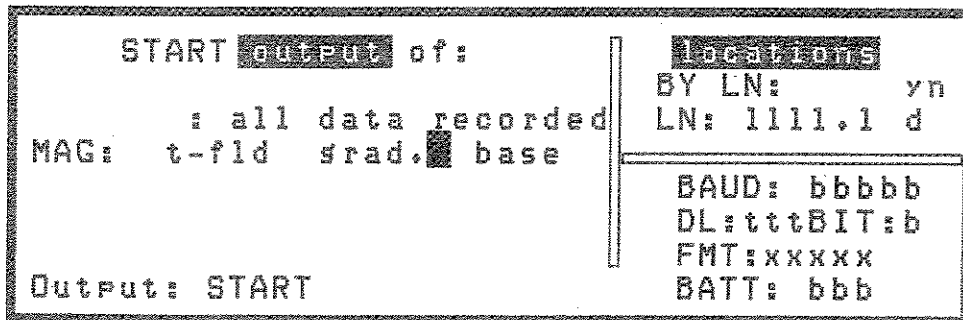 START output of:
: all data recorded
MAG: t-fld grad. base
Output: START
locations
BY LN: yn
LN: 1111.1 d
BAUD: bbbbb
DL:tttBIT:b
FMT:xxxxx
BATT: bbb